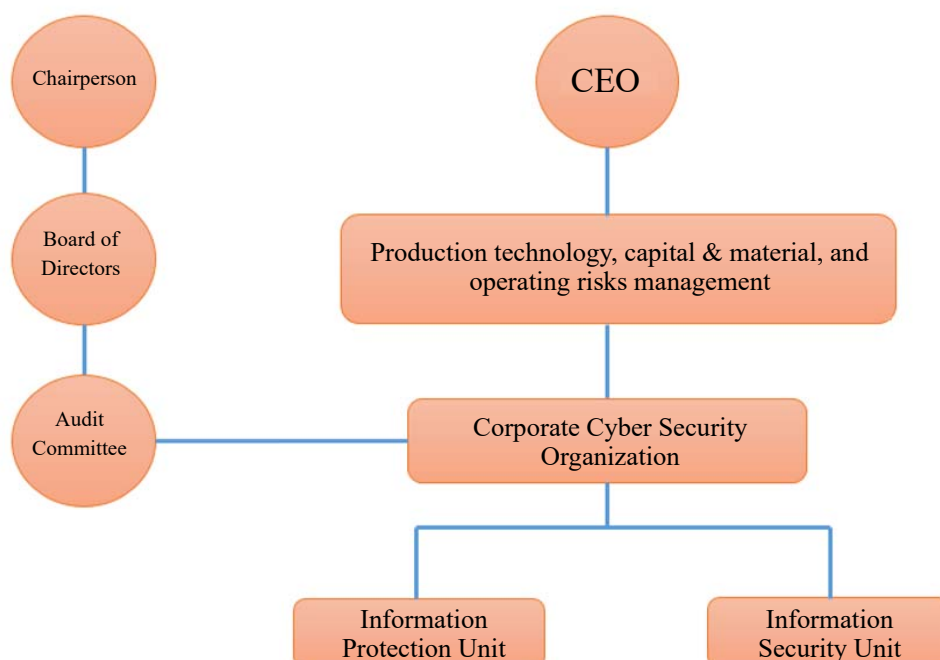 Chairperson
CEO
Board of
Directors
Production technology, capital & material, and
operating risks management
Audit
Committee
Corporate Cyber Security
Organization
Information
Protection Unit
Information
Security Unit